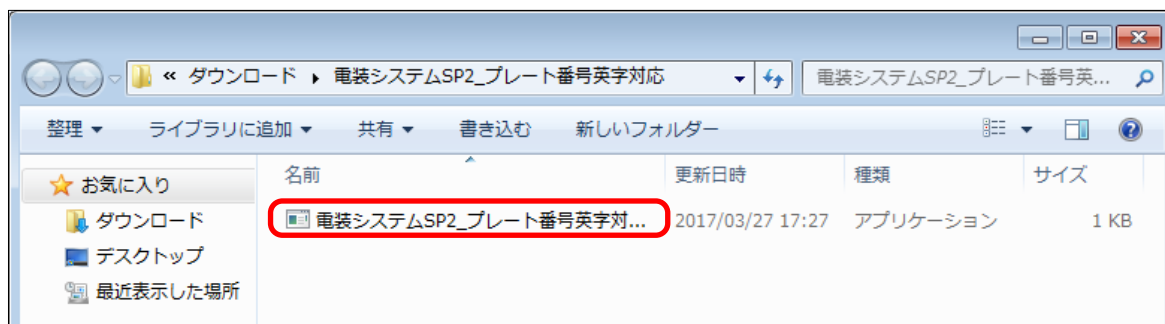 « ダウンロード ▸ 電装システムSP2_プレート番号英字対応
電装システムSP2_プレート番号英...
整理 ライブラリに追加 共有 書き込む 新しいフォルダー
名前 更新日時 種類 サイズ
お気に入り
電装システムSP2_プレート番号英字対... 2017/03/27 17:27 アプリケーション 1 KB
ダウンロード
デスクトップ
最近表示した場所